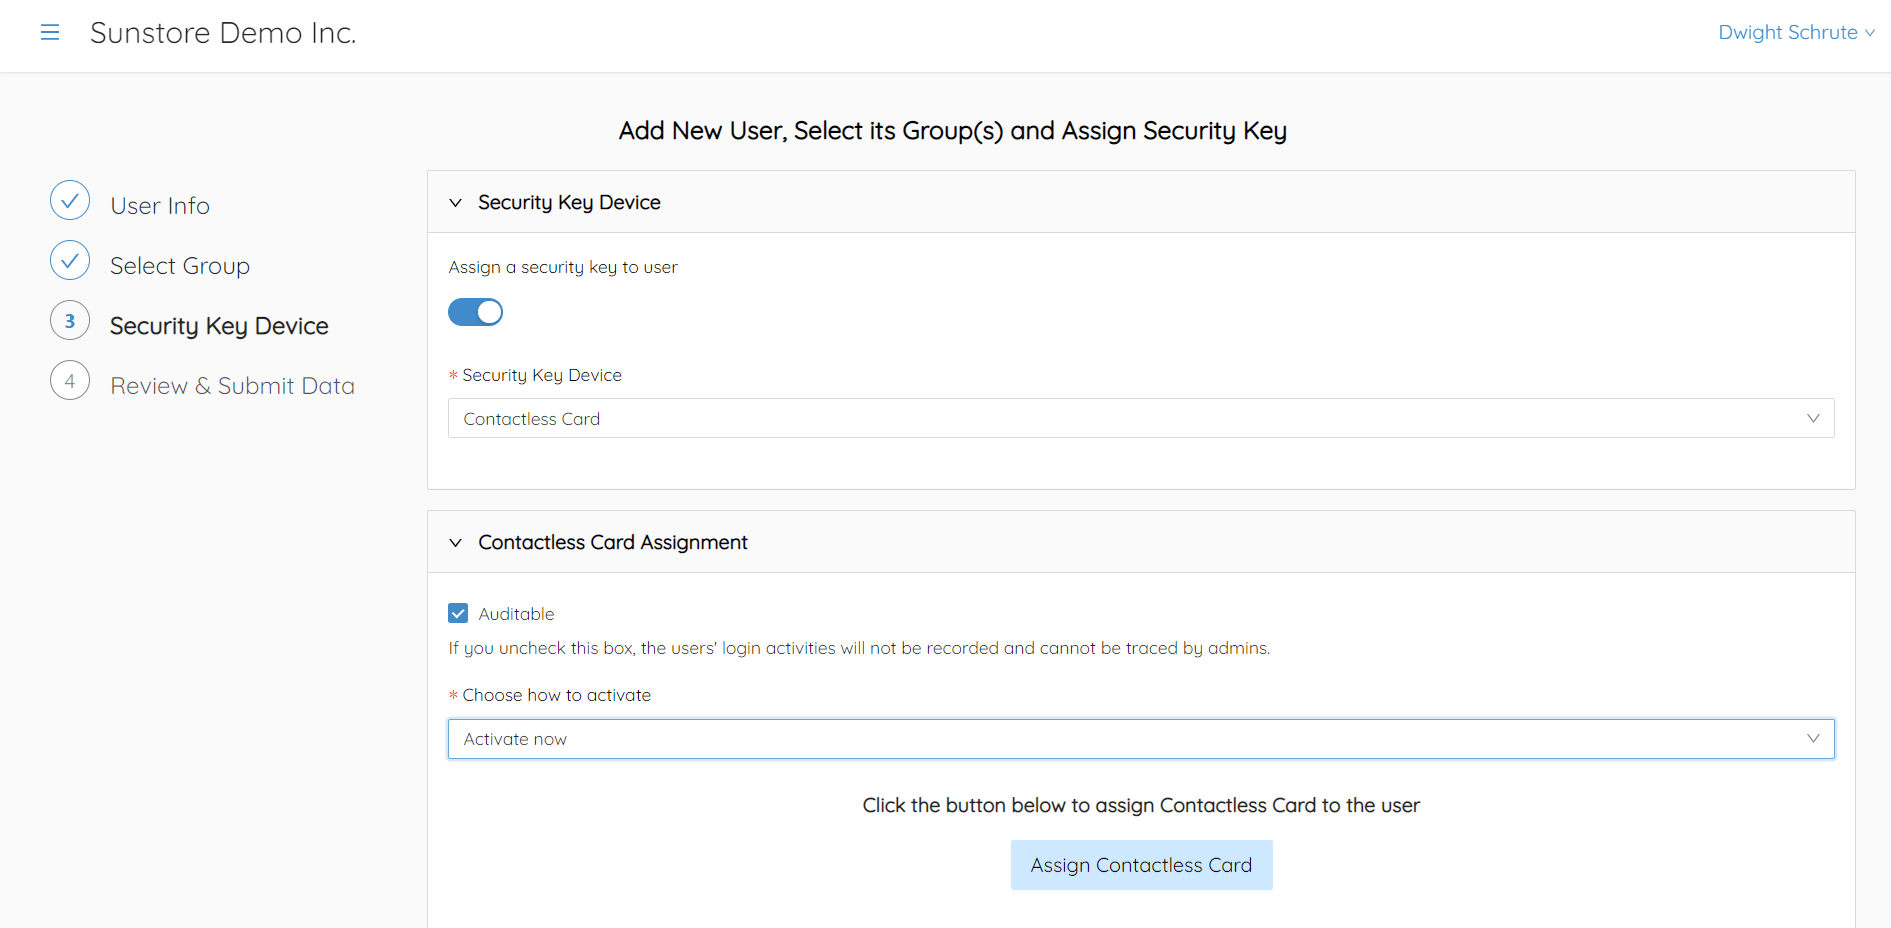 Sunstore Demo Inc.
Dwight Schrute
Add New User, Select its Group(s) and Assign Security Key
User Info
Select Group
3 Security Key Device
4 Review & Submit Data
Security Key Device
Assign a security key to user
* Security Key Device
Contactless Card
Contactless Card Assignment
Auditable
If you uncheck this box, the users' login activities will not be recorded and cannot be traced by admins.
* Choose how to activate
Activate now
Click the button below to assign Contactless Card to the user
Assign Contactless Card